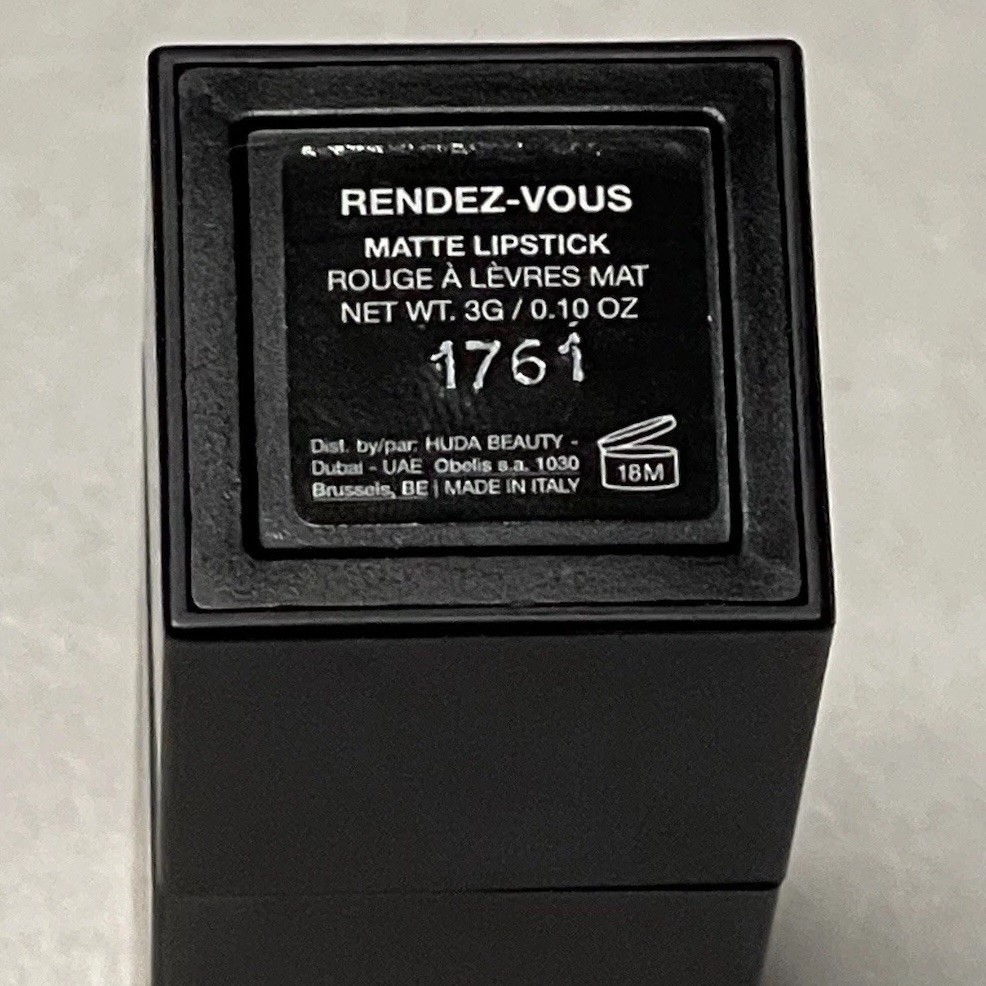 RENDEZ-VOUS
MATTE LIPSTICK
ROUGE À LÈVRES MAT
NET WT. 3G / 0.10 OZ
1761
Dist. by/par: HUDA BEAUTY -
Dubai - UAE Obelis s.a. 1030
Brussels, BE | MADE IN ITALY
18M